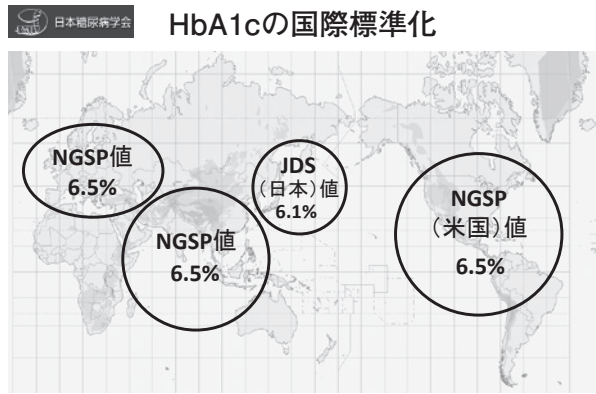 日本糖尿病学会
HbA1cの国際標準化
NGSP値
6.5%
NGSP値
6.5%
JDS
（日本）値
6.1%
NGSP
（米国）値
6.5%